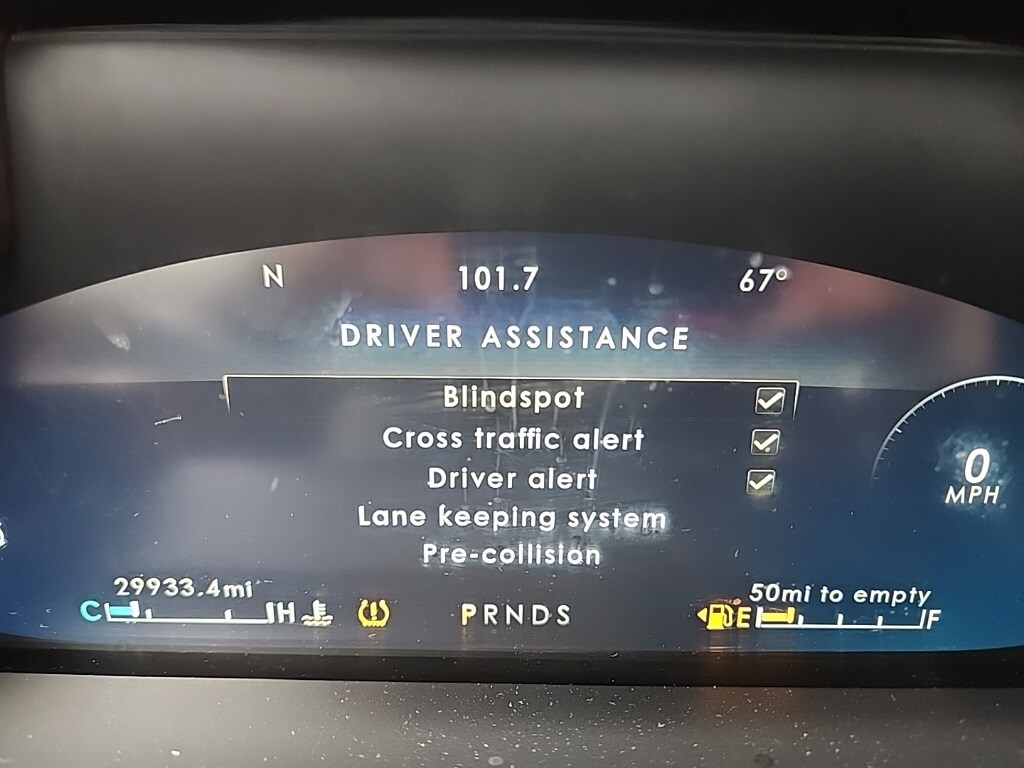 N 101.7 67°
DRIVER ASSISTANCE
Blindspot
Cross traffic alert
Driver alert
0
Lane keeping system
MPH
Pre-collision
29933.4mi 50mi to empty
C H PRNDS E F